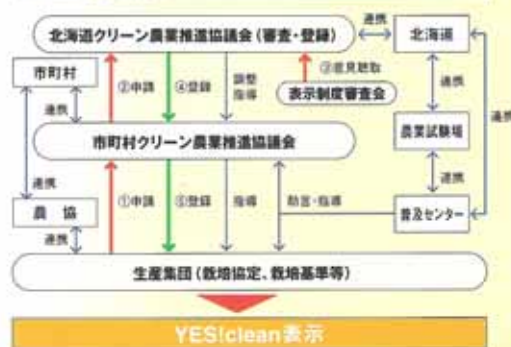 北海道クリーン農業推進協議会（審査・登録）
連携
北海道
市町村
②申請
④登録
調整
指導
③意見聴取
表示制度審査会
連携
連携
連携
市町村クリーン農業推進協議会
農業試験場
連携
連携
農協
①申請
⑤登録
指導
助言・指導
普及センター
連携
生産集団（栽培協定、栽培基準等）
YES!clean表示